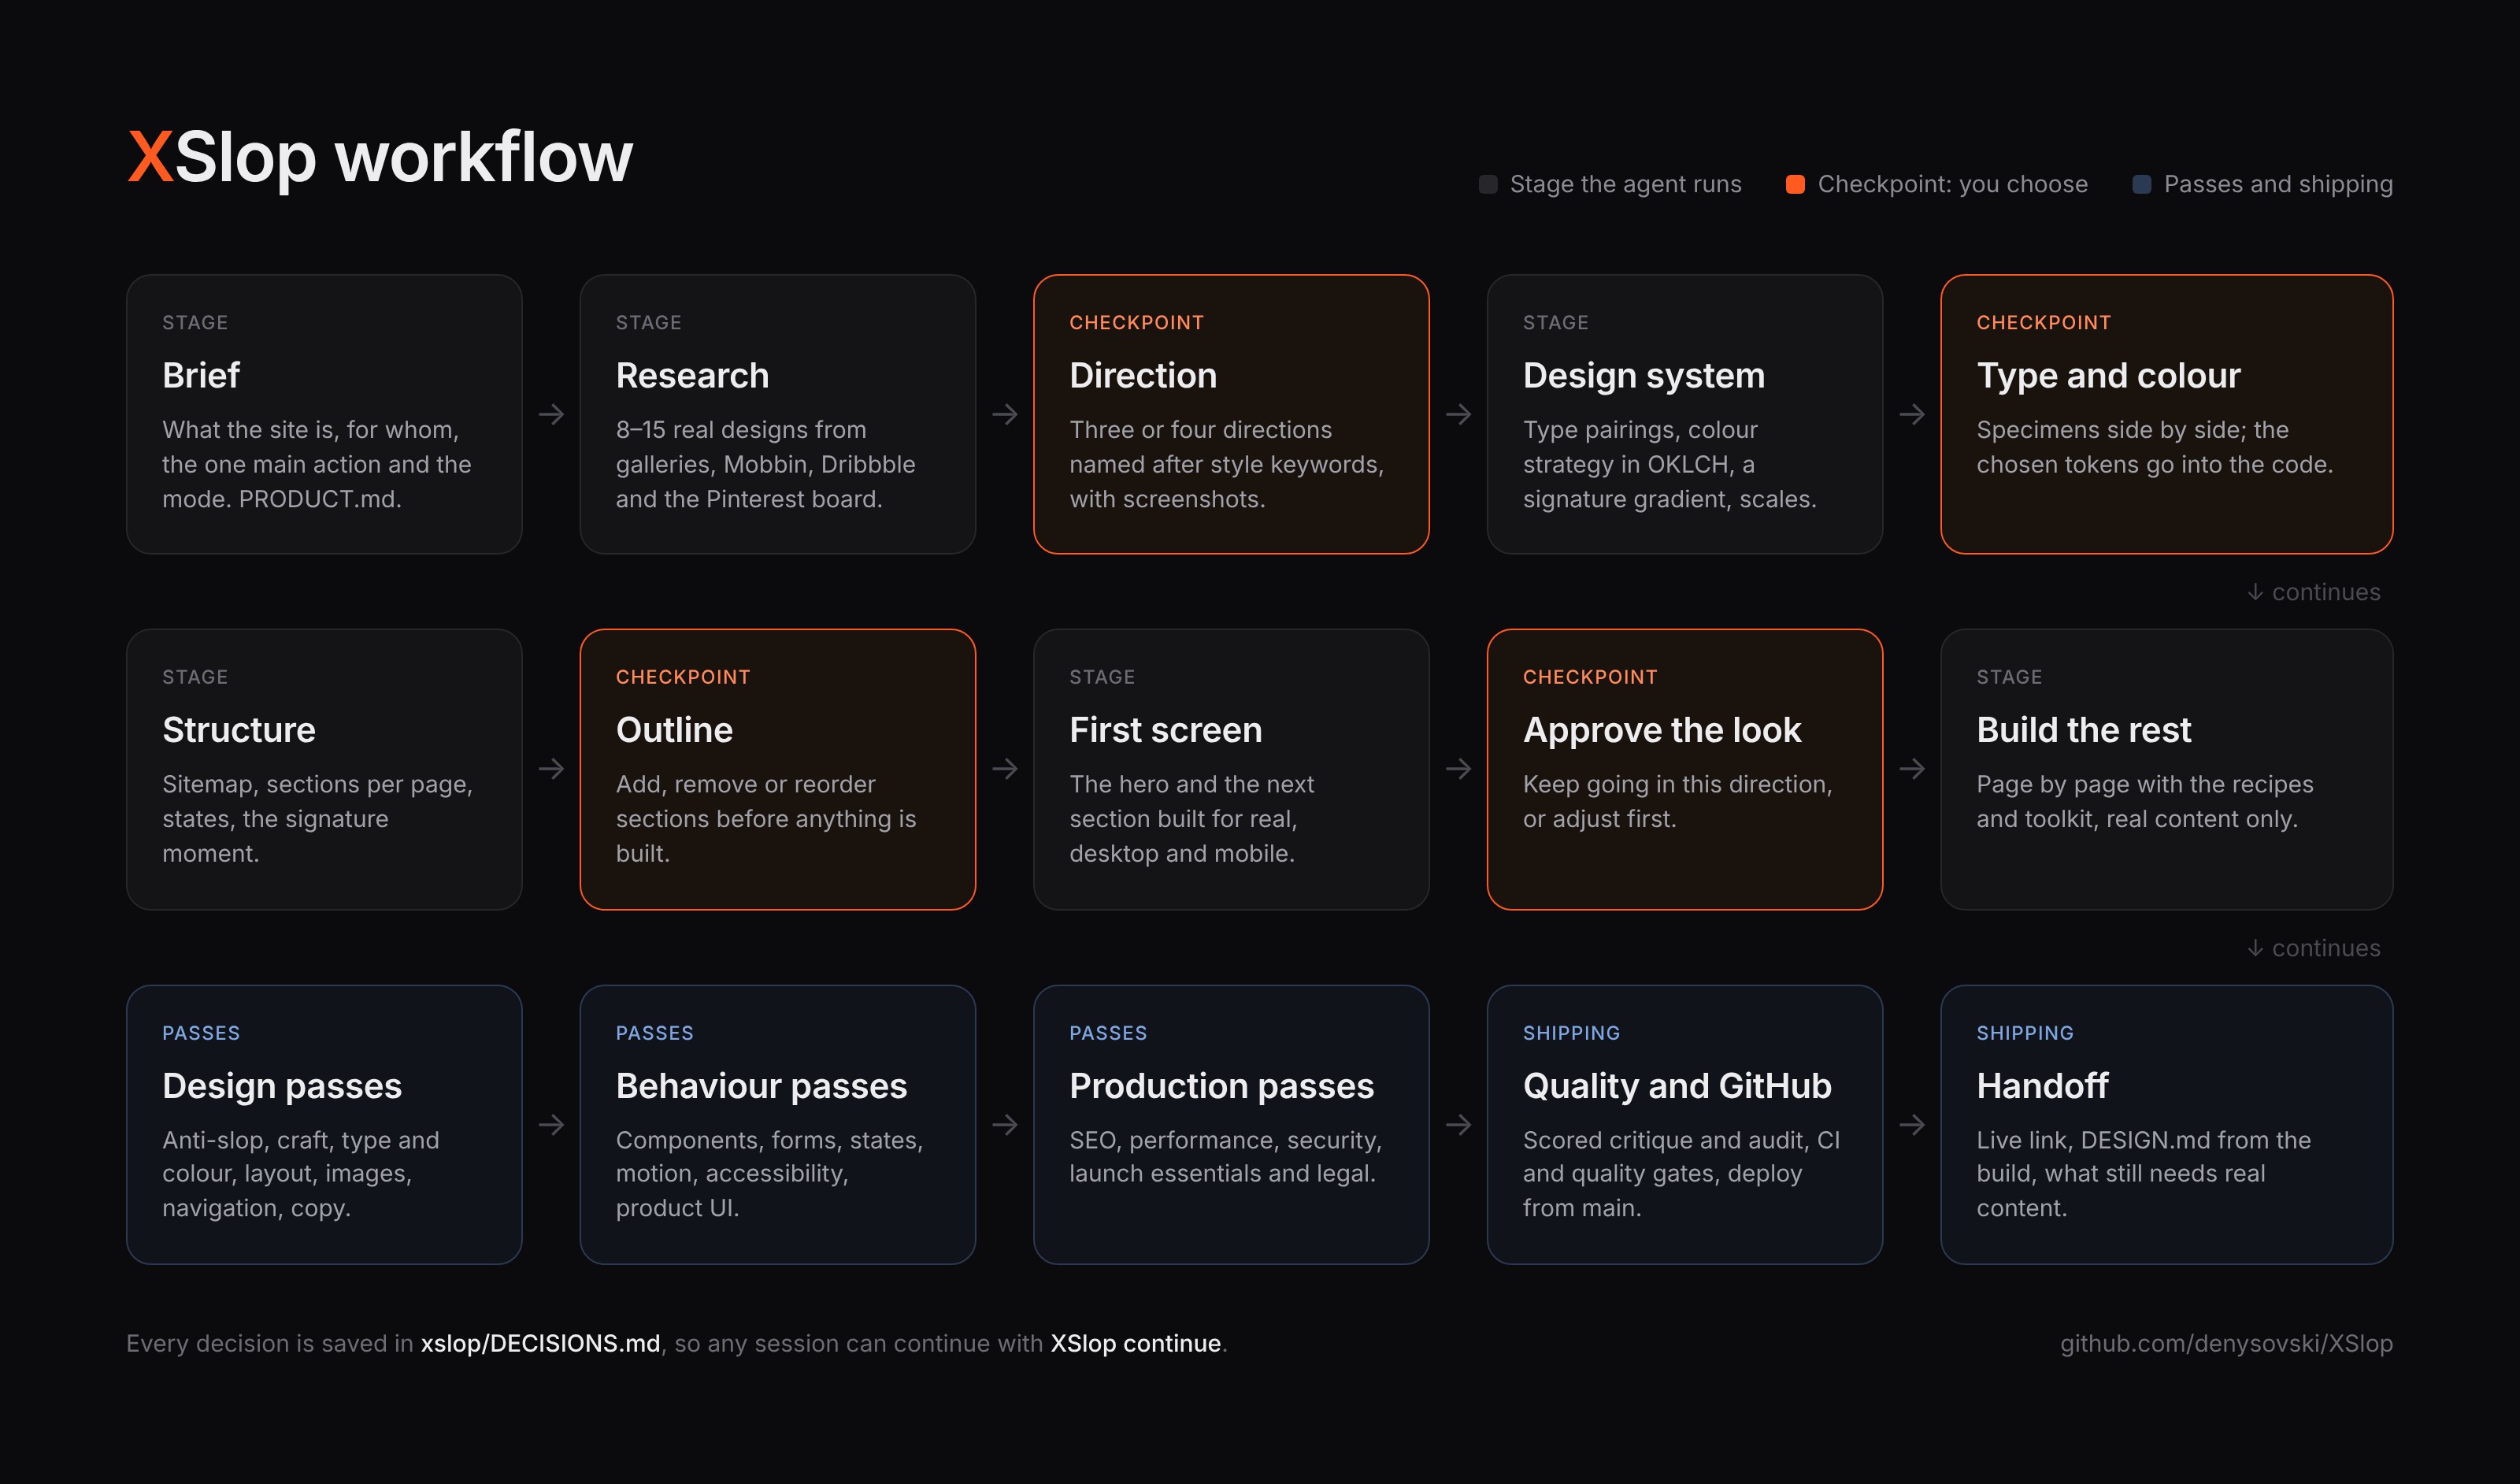 XSlop workflow
Stage the agent runs
Checkpoint: you choose
Passes and shipping
STAGE
Brief
What the site is, for whom,
the one main action and the
mode. PRODUCT.md.
→
STAGE
Research
8–15 real designs from
galleries, Mobbin, Dribbble
and the Pinterest board.
→
CHECKPOINT
Direction
Three or four directions
named after style keywords,
with screenshots.
→
STAGE
Design system
Type pairings, colour
strategy in OKLCH, a
signature gradient, scales.
→
CHECKPOINT
Type and colour
Specimens side by side; the
chosen tokens go into the code.
↓ continues
STAGE
Structure
Sitemap, sections per page,
states, the signature
moment.
→
CHECKPOINT
Outline
Add, remove or reorder
sections before anything is
built.
→
STAGE
First screen
The hero and the next
section built for real,
desktop and mobile.
→
CHECKPOINT
Approve the look
Keep going in this direction,
or adjust first.
→
STAGE
Build the rest
Page by page with the recipes
and toolkit, real content only.
↓ continues
PASSES
Design passes
Anti-slop, craft, type and
colour, layout, images,
navigation, copy.
→
PASSES
Behaviour passes
Components, forms, states,
motion, accessibility,
product UI.
→
PASSES
Production passes
SEO, performance, security,
launch essentials and legal.
→
SHIPPING
Quality and GitHub
Scored critique and audit, CI
and quality gates, deploy
from main.
→
SHIPPING
Handoff
Live link, DESIGN.md from the
build, what still needs real
content.
Every decision is saved in xslop/DECISIONS.md, so any session can continue with XSlop continue.
github.com/denysovski/XSlop